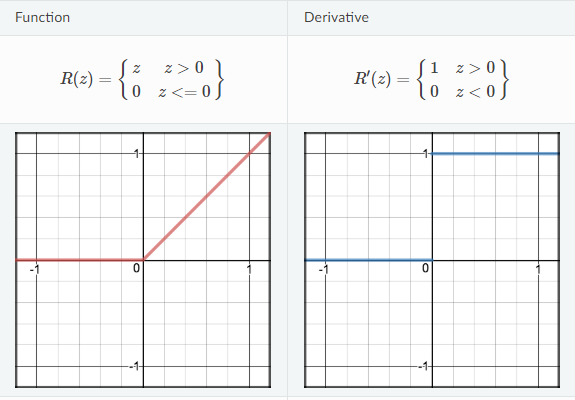 Function
Derivative
R(z) = { z z > 0
0 z <= 0 }
R′(z) = { 1 z > 0
0 z < 0 }
1
-1
0
1
-1
1
-1
0
1
-1